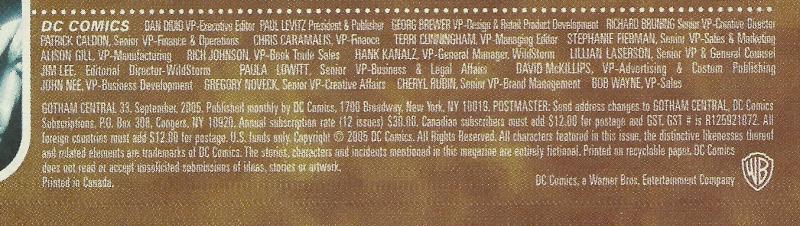 DC COMICS DAN DIDIO VP-Executive Editor PAUL LEVITZ President & Publisher GEORG BREWER VP-Design & Retail Product Development RICHARD BRUNING Senior VP-Creative Director
PATRICK CALDON, Senior VP-Finance & Operations CHRIS CARAMALIS, VP-Finance TERRI CUNNINGHAM, VP-Managing Editor STEPHANIE FIERMAN, Senior VP-Sales & Marketing
ALISON GILL, VP-Manufacturing RICH JOHNSON, VP-Book Trade Sales HANK KANALZ, VP-General Manager, WildStorm LILLIAN LASERSON, Senior VP & General Counsel
JIM LEE, Editorial Director-WildStorm PAULA LOWITT, Senior VP-Business & Legal Affairs DAVID McKILLIPS, VP-Advertising & Custom Publishing
JOHN NEE, VP-Business Development GREGORY NOVECK, Senior VP-Creative Affairs CHERYL RUBIN, Senior VP-Brand Management BOB WAYNE, VP-Sales
GOTHAM CENTRAL 33, September, 2005. Published monthly by DC Comics, 1700 Broadway, New York, NY 10019. POSTMASTER: Send address changes to GOTHAM CENTRAL, DC Comics
Subscriptions, P.O. Box 308, Congers, NY 10920. Annual subscription rate (12 issues) $30.00. Canadian subscribers must add $12.00 for postage and GST. GST # is R125921072. All
foreign countries must add $12.00 for postage. U.S. funds only. Copyright © 2005 DC Comics. All Rights Reserved. All characters featured in this issue, the distinctive likenesses thereof
and related elements are trademarks of DC Comics. The stories, characters and incidents mentioned in this magazine are entirely fictional. Printed on recyclable paper. DC Comics
does not read or accept unsolicited submissions of ideas, stories or artwork.
Printed in Canada.
DC Comics, a Warner Bros. Entertainment Company
WB